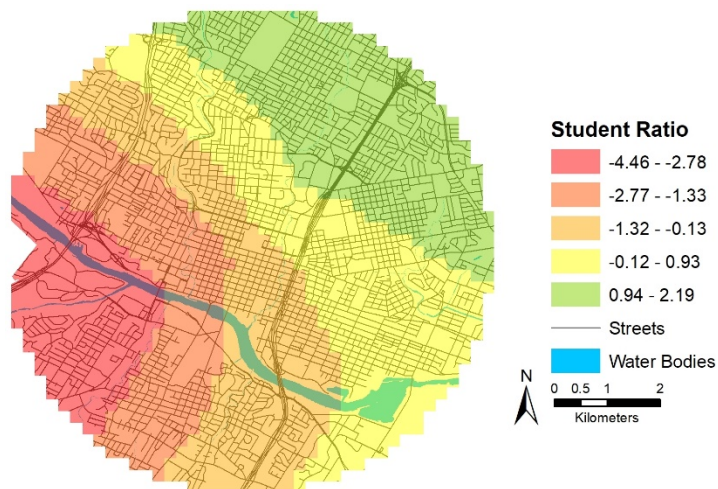 Student Ratio
-4.46 - -2.78
-2.77 - -1.33
-1.32 - -0.13
-0.12 - 0.93
0.94 - 2.19
Streets
Water Bodies
N
0 0.5 1 2
Kilometers